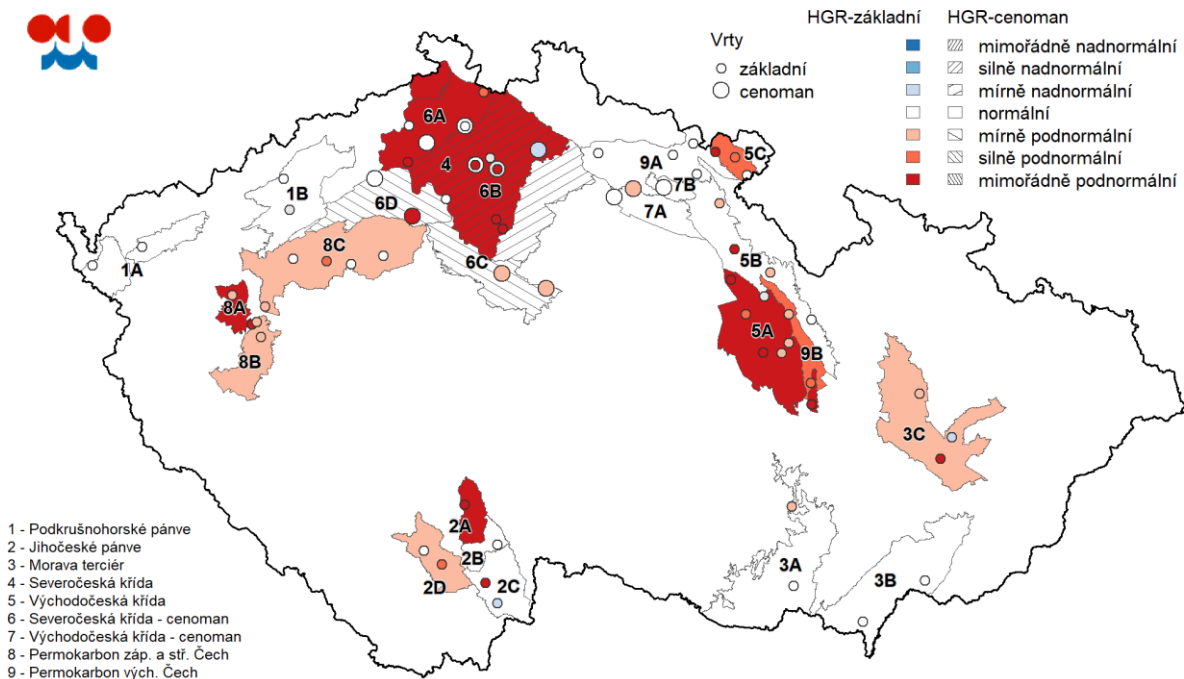 HGR-základní HGR-cenoman
mimořádně nadnormální
silně nadnormální
mírně nadnormální
normální
mírně podnormální
silně podnormální
mimořádně podnormální
Vrty
základní
cenoman
6A
4
6B
6D
6C
1B
1A
8C
8A
8B
9A
7B
7A
5C
5B
5A
9B
3C
3A
3B
2A
2B
2C
2D
1 - Podkrušnohorské pánve
2 - Jihočeské pánve
3 - Morava terciér
4 - Severočeská křída
5 - Východočeská křída
6 - Severočeská křída - cenoman
7 - Východočeská křída - cenoman
8 - Permokarbon záp. a stř. Čech
9 - Permokarbon vých. Čech